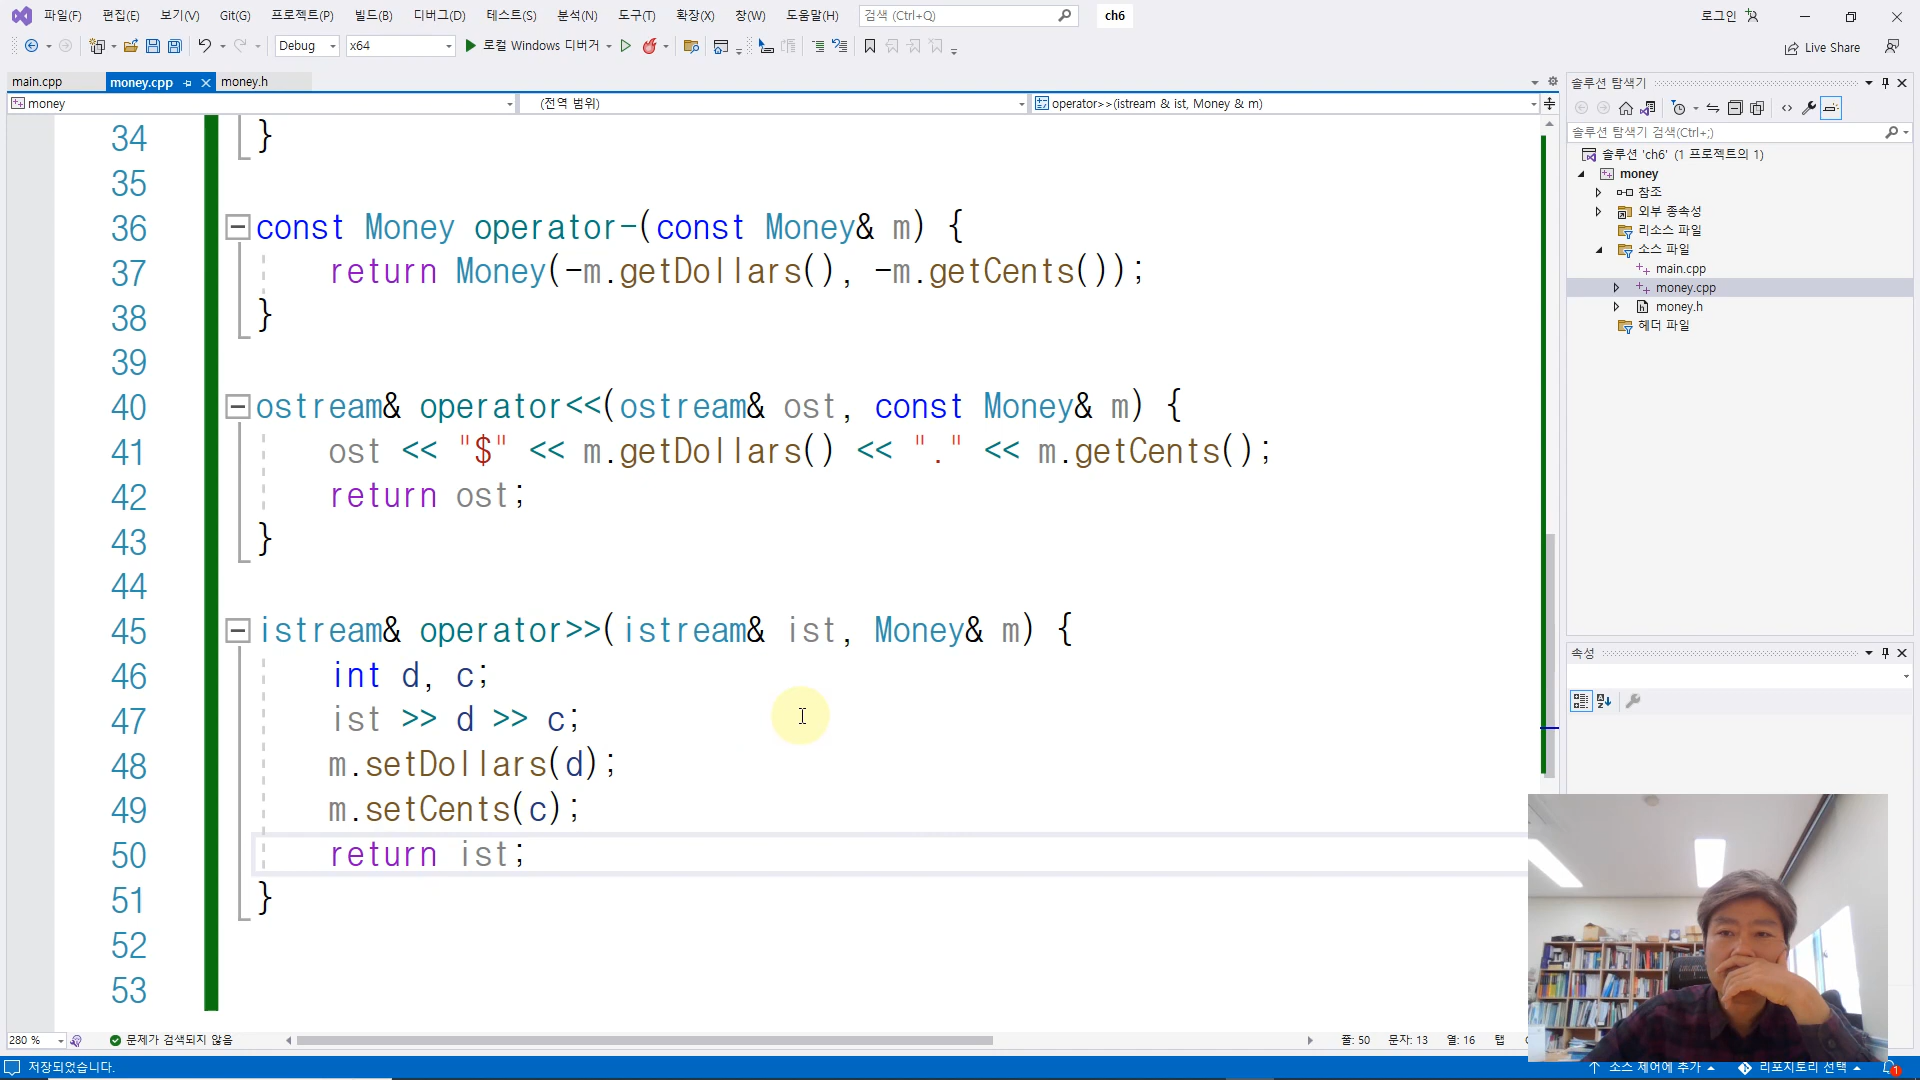 파일(F) 편집(E) 보기(V) Git(G) 프로젝트(P) 빌드(B) 디버그(D) 테스트(S) 분석(N) 도구(T) 확장(X) 창(W) 도움말(H) 검색 (Ctrl+Q) ch6 로그인
Debug x64 로컬 Windows 디버거 Live Share
main.cpp money.cpp money.h
money (전역 범위) operator>>(istream & ist, Money & m)
34 }
35
36 const Money operator-(const Money& m) {
37 return Money(-m.getDollars(), -m.getCents());
38 }
39
40 ostream& operator<<(ostream& ost, const Money& m) {
41 ost << "$" << m.getDollars() << "." << m.getCents();
42 return ost;
43 }
44
45 istream& operator>>(istream& ist, Money& m) {
46 int d, c;
47 ist >> d >> c;
48 m.setDollars(d);
49 m.setCents(c);
50 return ist;
51 }
52
53
280 % 문제가 검색되지 않음 줄: 50 문자: 13 열: 16 탭
저장되었습니다. 소스 제어에 추가 리포지토리 선택 1
솔루션 탐색기
솔루션 탐색기 검색(Ctrl+;)
솔루션 'ch6' (1 프로젝트의 1)
money
참조
외부 종속성
리소스 파일
소스 파일
main.cpp
money.cpp
money.h
헤더 파일
속성